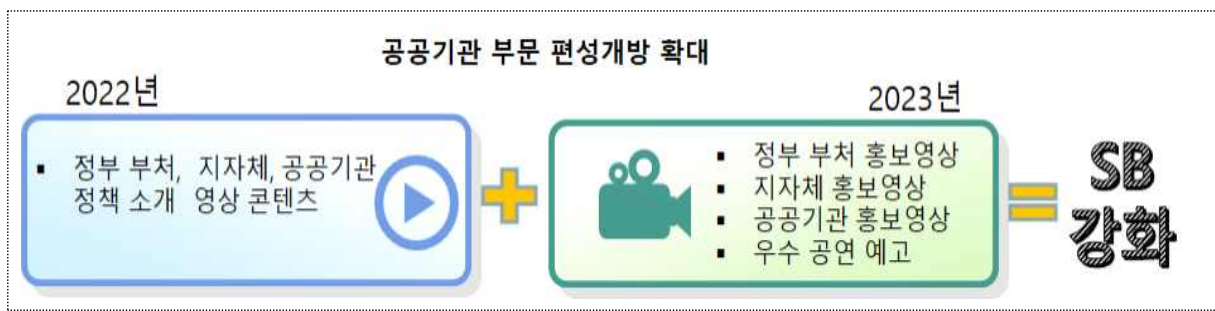 공공기관 부문 편성개방 확대
2022년
▪ 정부 부처, 지자체, 공공기관
정책 소개 영상 콘텐츠
2023년
▪ 정부 부처 홍보영상
▪ 지자체 홍보영상
▪ 공공기관 홍보영상
▪ 우수 공연 예고
SB
강화